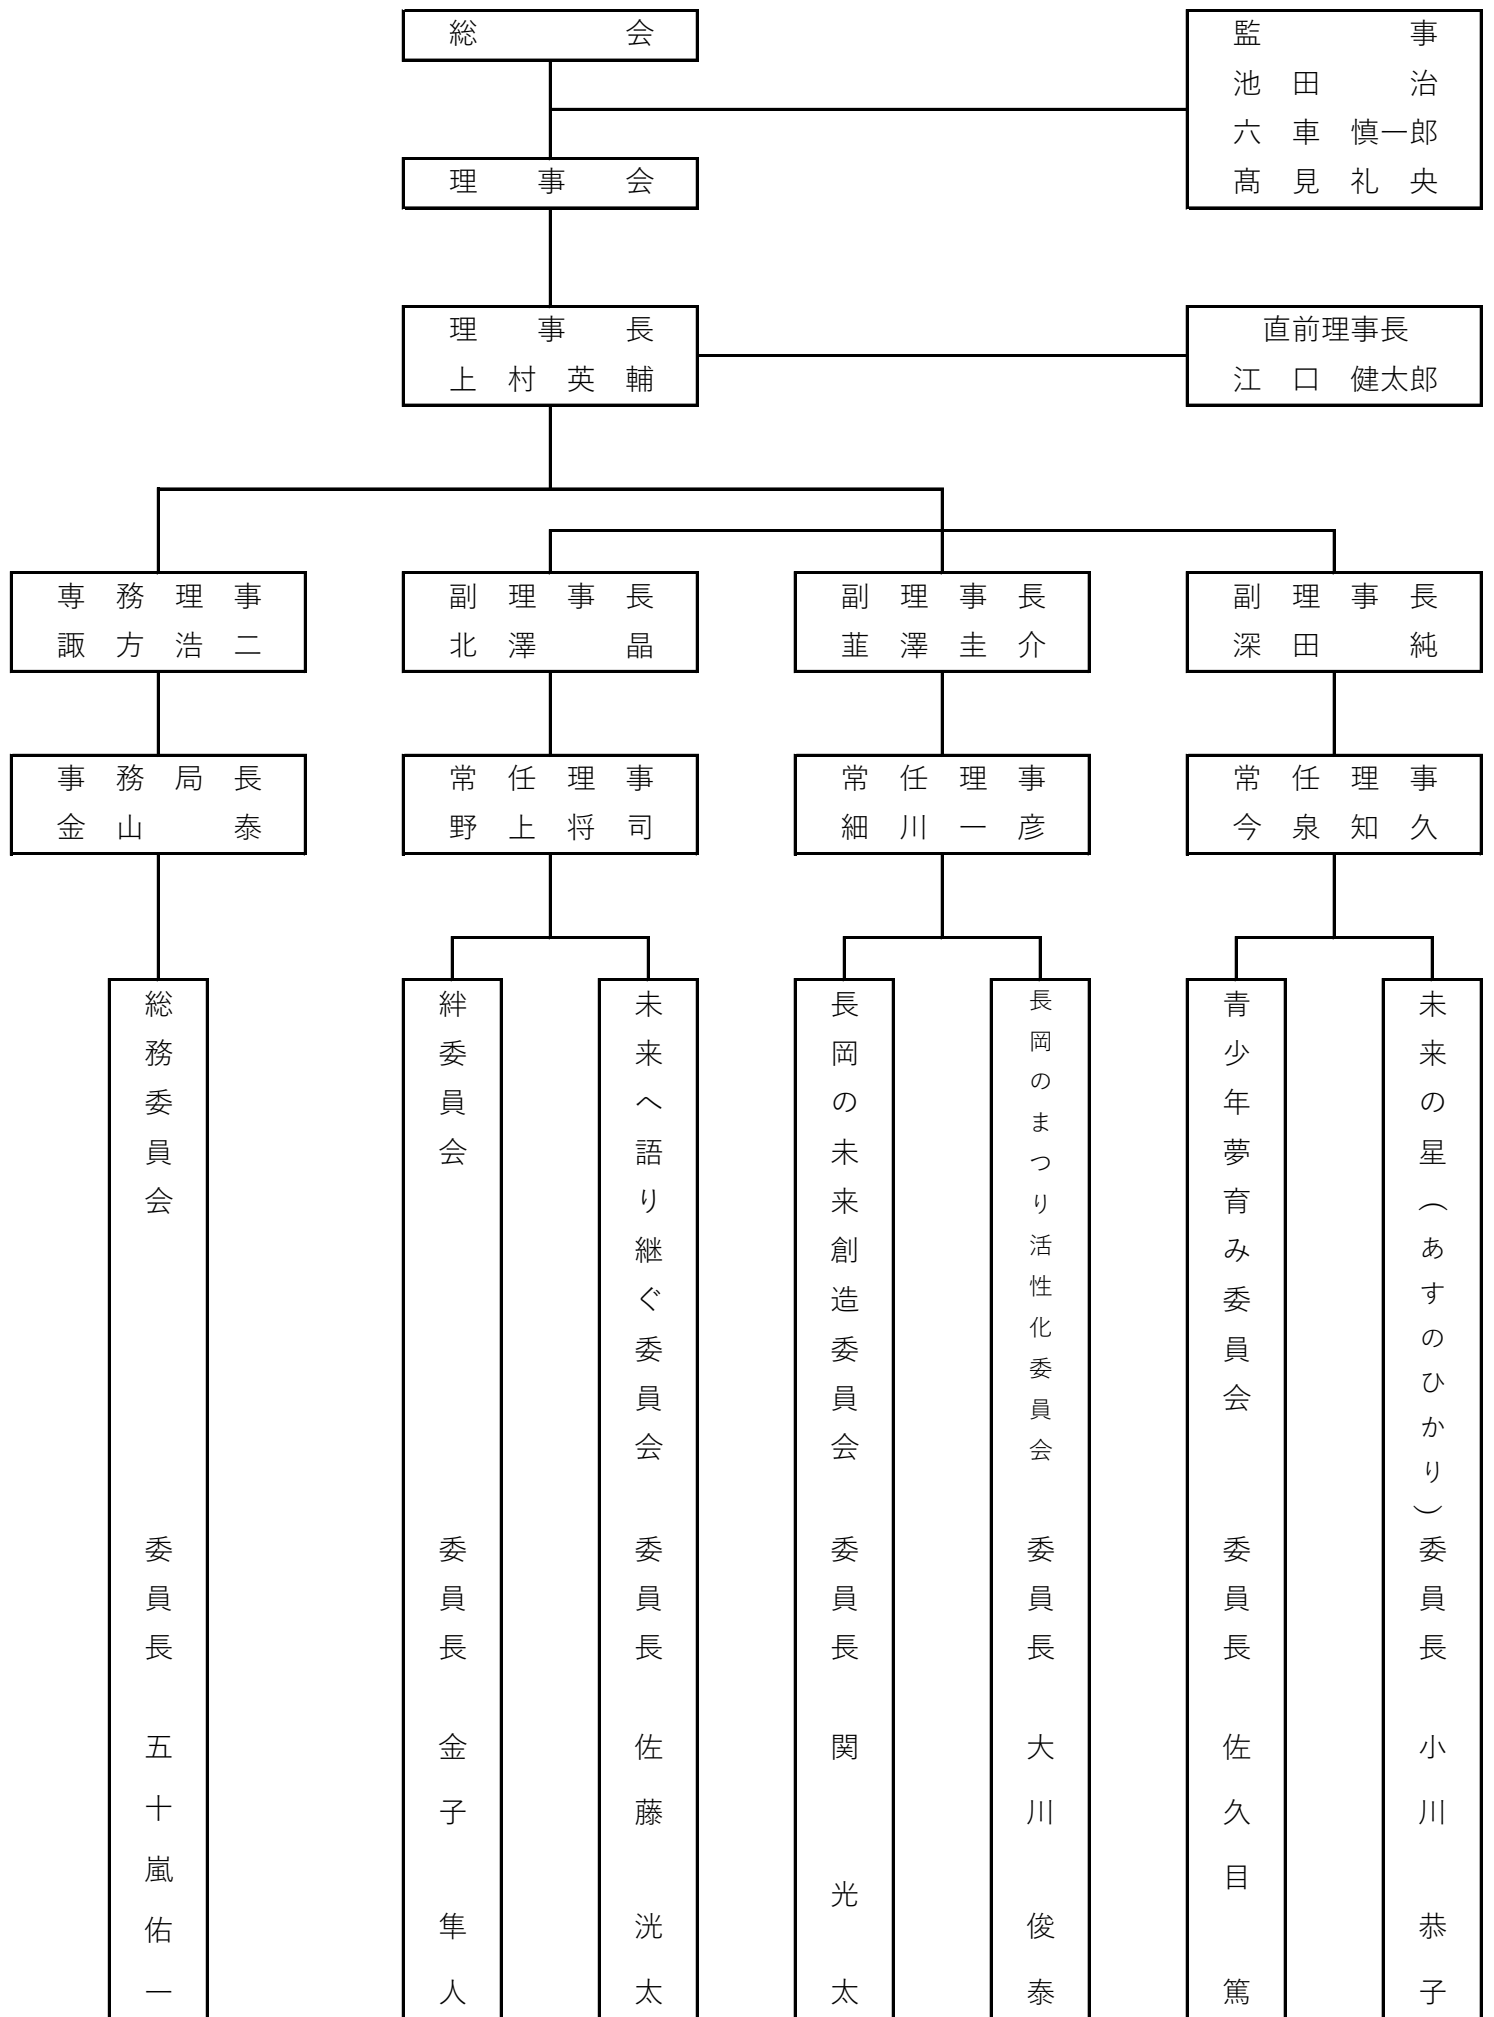 総会
監事
池田治
六車慎一郎
髙見礼央
理事会
理事長
上村英輔
直前理事長
江口健太郎
専務理事
諏方浩二
副理事長
北澤晶
副理事長
韮澤圭介
副理事長
深田純
事務局長
金山泰
常任理事
野上将司
常任理事
細川一彦
常任理事
今泉知久
総務委員会 委員長 五十嵐佑一
絆委員会 委員長 金子隼人
未来へ語り継ぐ委員会 委員長 佐藤洸太
長岡の未来創造委員会 委員長 関光太
長岡のまつり活性化委員会 委員長 大川俊泰
青少年夢育み委員会 委員長 佐久目篤
未来の星(あすのひかり)委員長 小川恭子